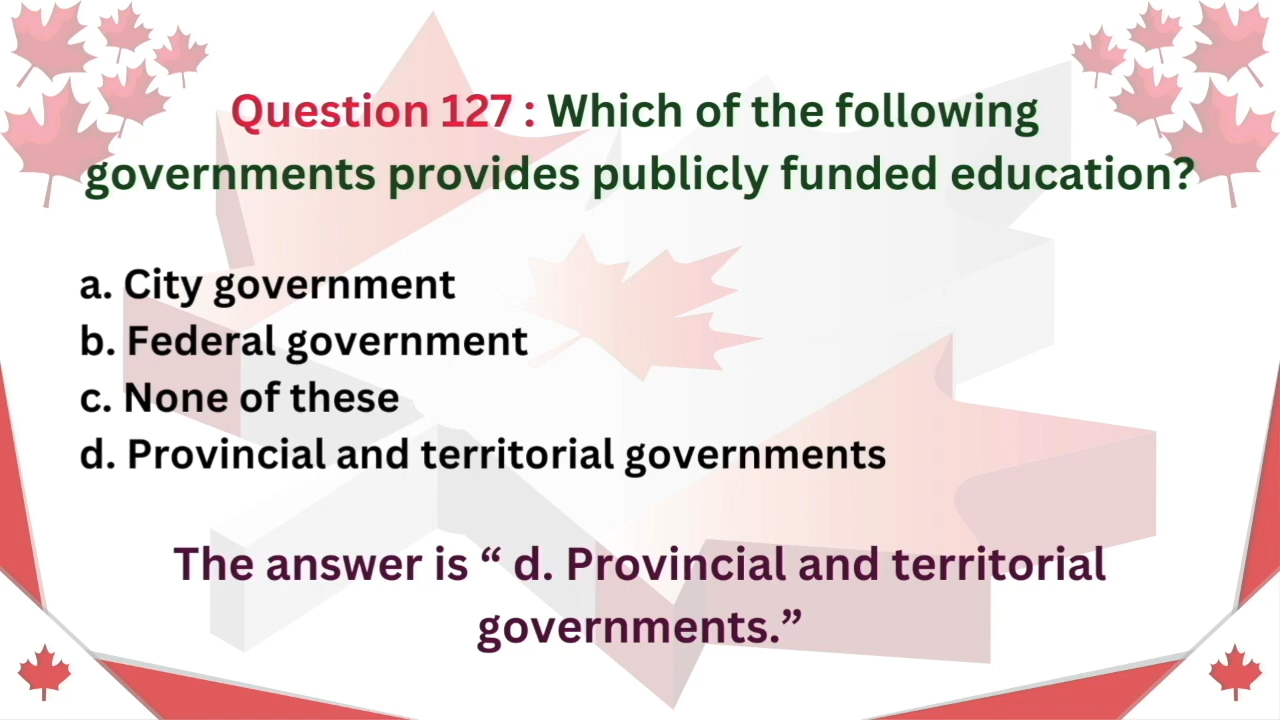 Question 127 : Which of the following
governments provides publicly funded education?
a. City government
b. Federal government
c. None of these
d. Provincial and territorial governments
The answer is “ d. Provincial and territorial
governments.”